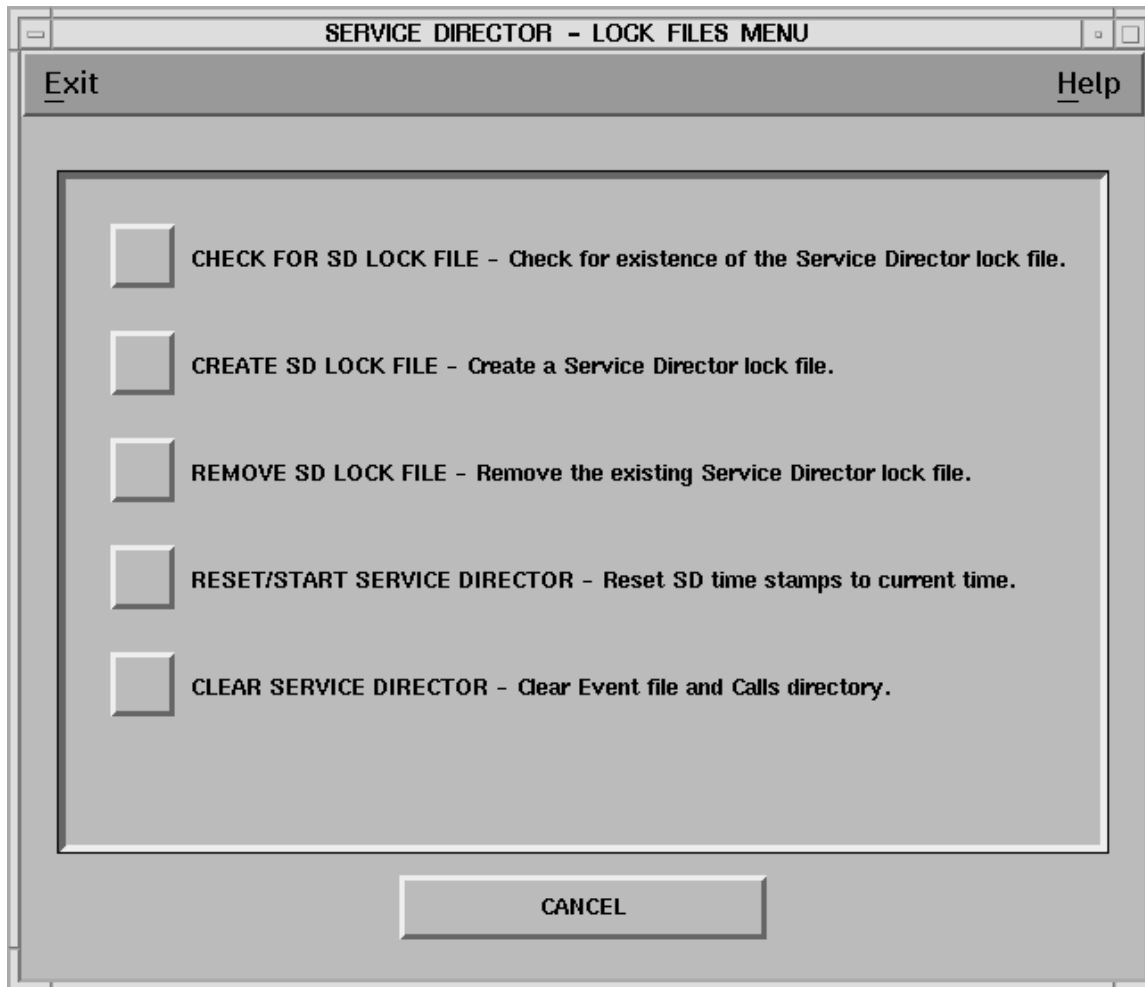 SERVICE DIRECTOR - LOCK FILES MENU
Exit Help
CHECK FOR SD LOCK FILE - Check for existence of the Service Director lock file.
CREATE SD LOCK FILE - Create a Service Director lock file.
REMOVE SD LOCK FILE - Remove the existing Service Director lock file.
RESET/START SERVICE DIRECTOR - Reset SD time stamps to current time.
CLEAR SERVICE DIRECTOR - Clear Event file and Calls directory.
CANCEL